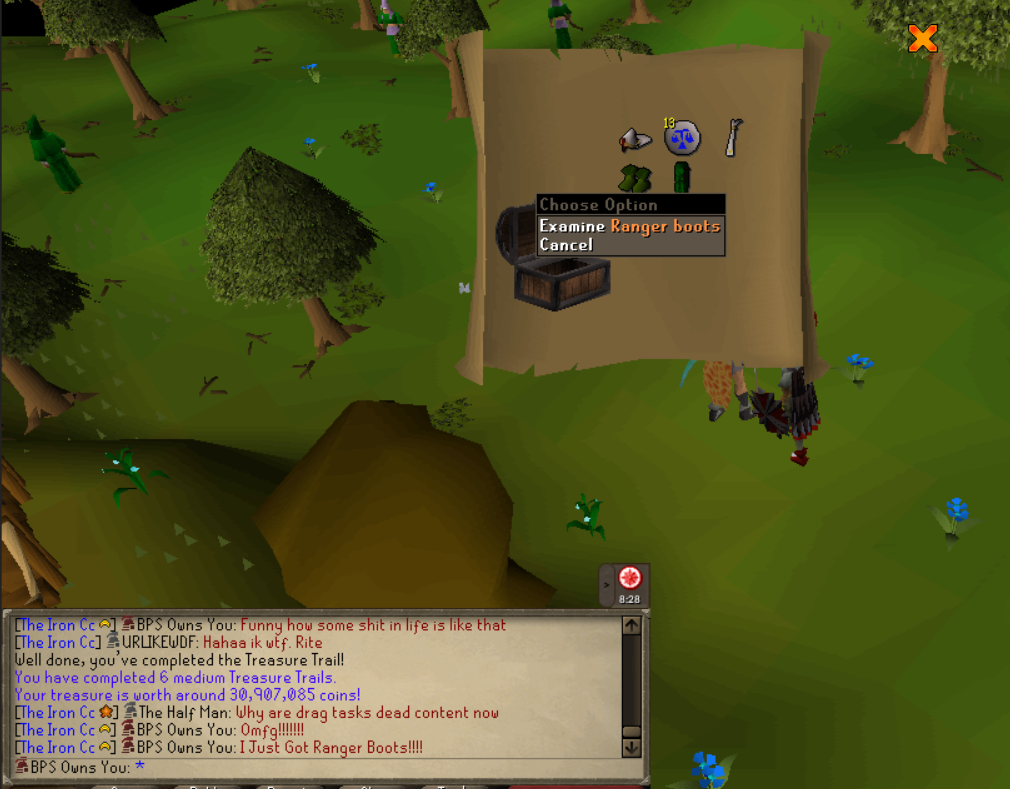 13
Choose Option
Examine Ranger boots
Cancel
>
8:28
[The Iron Cc] BPS Owns You: Funny how some shit in life is like that
[The Iron Cc] URLIKEWDF: Hahaa ik wtf. Rite
Well done, you've completed the Treasure Trail!
You have completed 6 medium Treasure Trails.
Your treasure is worth around 30,907,085 coins!
[The Iron Cc] The Half Man: Why are drag tasks dead content now
[The Iron Cc] BPS Owns You: Omfg!!!!!!!
[The Iron Cc] BPS Owns You: I Just Got Ranger Boots!!!!
BPS Owns You: *